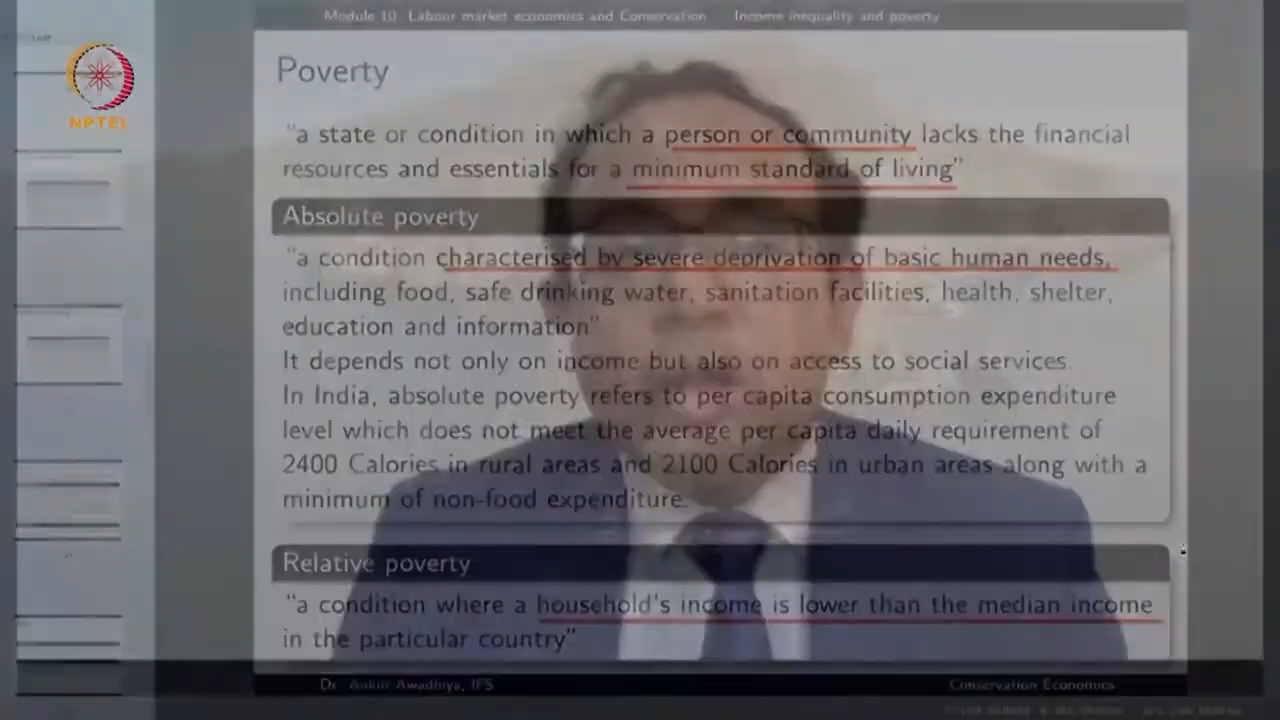 Module 10: Labour market economics and Conservation Income inequality and poverty
NPTEL
Poverty
"a state or condition in which a person or community lacks the financial
resources and essentials for a minimum standard of living"
Absolute poverty
"a condition characterised by severe deprivation of basic human needs,
including food, safe drinking water, sanitation facilities, health, shelter,
education and information"
It depends not only on income but also on access to social services.
In India, absolute poverty refers to per capita consumption expenditure
level which does not meet the average per capita daily requirement of
2400 Calories in rural areas and 2100 Calories in urban areas along with a
minimum of non-food expenditure.
Relative poverty
"a condition where a household's income is lower than the median income
in the particular country"
Dr. Ankur Awadhiya, IFS Conservation Economics